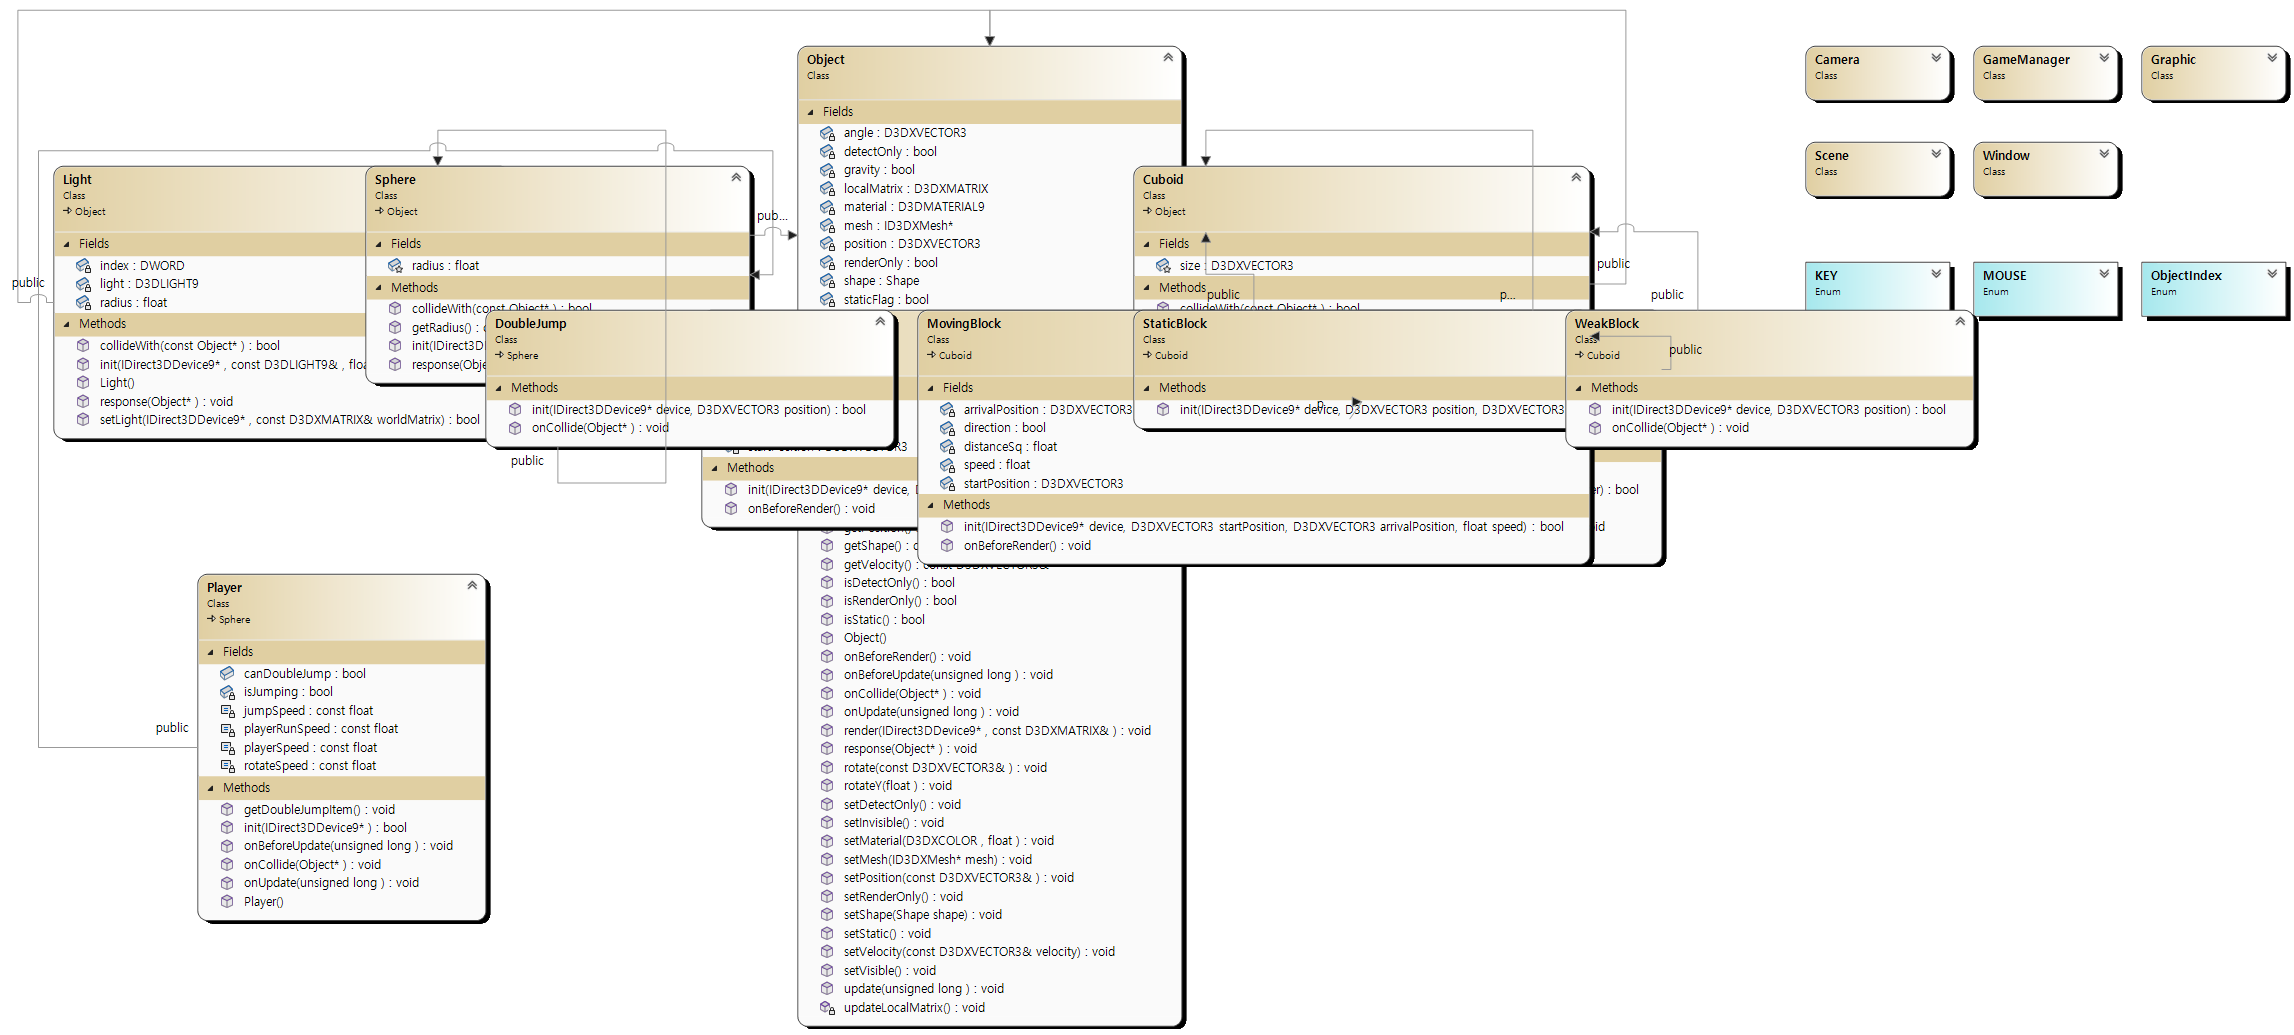 Object
Class
Fields
angle : D3DXVECTOR3
detectOnly : bool
gravity : bool
localMatrix : D3DXMATRIX
material : D3DMATERIAL9
mesh : ID3DXMesh*
position : D3DXVECTOR3
renderOnly : bool
shape : Shape
staticFlag : bool
getShape() :
getVelocity() : const D3DXVECTOR3&
isDetectOnly() : bool
isRenderOnly() : bool
isStatic() : bool
Object()
onBeforeRender() : void
onBeforeUpdate(unsigned long ) : void
onCollide(Object* ) : void
onUpdate(unsigned long ) : void
render(IDirect3DDevice9* , const D3DXMATRIX& ) : void
response(Object* ) : void
rotate(const D3DXVECTOR3& ) : void
rotateY(float ) : void
setDetectOnly() : void
setInvisible() : void
setMaterial(D3DXCOLOR , float ) : void
setMesh(ID3DXMesh* mesh) : void
setPosition(const D3DXVECTOR3& ) : void
setRenderOnly() : void
setShape(Shape shape) : void
setStatic() : void
setVelocity(const D3DXVECTOR3& velocity) : void
setVisible() : void
update(unsigned long ) : void
updateLocalMatrix() : void
Light
Class
Object
Fields
index : DWORD
light : D3DLIGHT9
radius : float
Methods
collideWith(const Object* ) : bool
init(IDirect3DDevice9* , const D3DLIGHT9& , floa
Light()
response(Object* ) : void
setLight(IDirect3DDevice9* , const D3DXMATRIX& worldMatrix) : bool
public
Sphere
Class
Object
Fields
radius : float
Methods
collideWith(const Object* ) : bool
getRadius() :
init(IDirect3D
response(Obje
pub...
DoubleJump
Class
Sphere
Methods
init(IDirect3DDevice9* device, D3DXVECTOR3 position) : bool
onCollide(Object* ) : void
public
Methods
init(IDirect3DDevice9* device,
onBeforeRender() : void
Cuboid
Class
Object
Fields
size : D3DXVECTOR3
Methods
collideWith(const Object* ) : bool
public
p...
public
public
MovingBlock
Class
Cuboid
Fields
arrivalPosition : D3DXVECTOR3
direction : bool
distanceSq : float
speed : float
startPosition : D3DXVECTOR3
Methods
init(IDirect3DDevice9* device, D3DXVECTOR3 startPosition, D3DXVECTOR3 arrivalPosition, float speed) : bool
onBeforeRender() : void
StaticBlock
Class
Cuboid
Methods
init(IDirect3DDevice9* device, D3DXVECTOR3 position, D3DXVECTOR3
WeakBlock
Class
Cuboid
public
Methods
init(IDirect3DDevice9* device, D3DXVECTOR3 position) : bool
onCollide(Object* ) : void
er) : bool
id
Player
Class
Sphere
Fields
canDoubleJump : bool
isJumping : bool
jumpSpeed : const float
playerRunSpeed : const float
playerSpeed : const float
rotateSpeed : const float
Methods
getDoubleJumpItem() : void
init(IDirect3DDevice9* ) : bool
onBeforeUpdate(unsigned long ) : void
onCollide(Object* ) : void
onUpdate(unsigned long ) : void
Player()
public
Camera
Class
GameManager
Class
Graphic
Class
Scene
Class
Window
Class
KEY
Enum
MOUSE
Enum
ObjectIndex
Enum